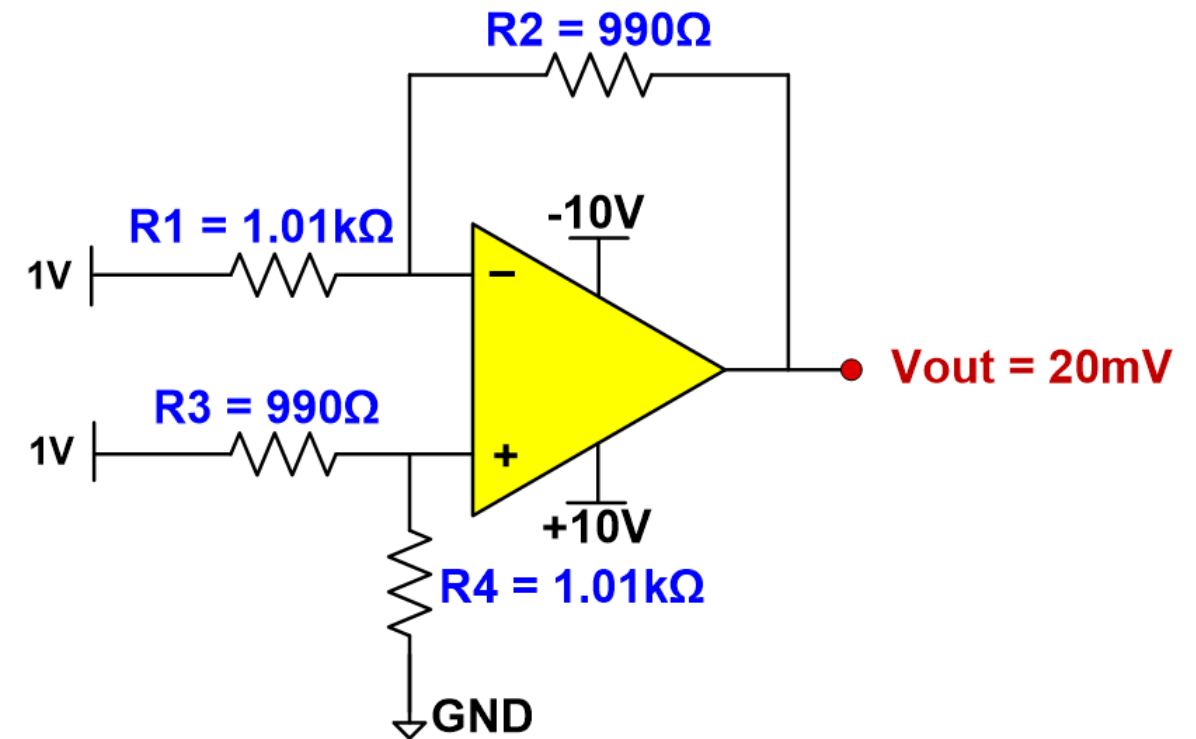 R2 = 990Ω
-10V
R1 = 1.01kΩ
1V
−
Vout = 20mV
R3 = 990Ω
1V
+
+10V
R4 = 1.01kΩ
GND